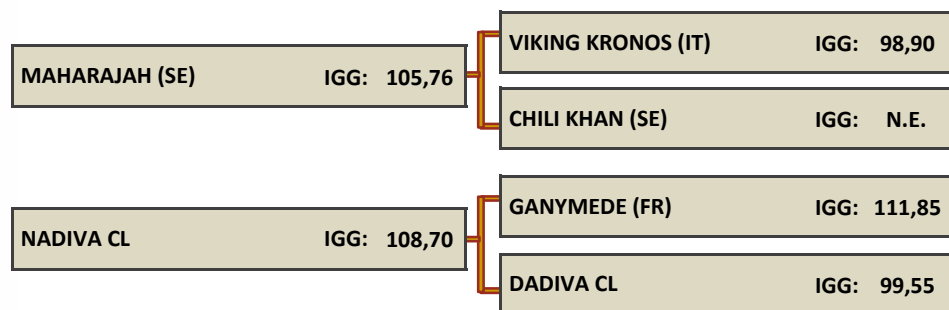 VIKING KRONOS (IT) IGG: 98,90
MAHARAJAH (SE) IGG: 105,76
CHILI KHAN (SE) IGG: N.E.
GANYMEDE (FR) IGG: 111,85
NADIVA CL IGG: 108,70
DADIVA CL IGG: 99,55